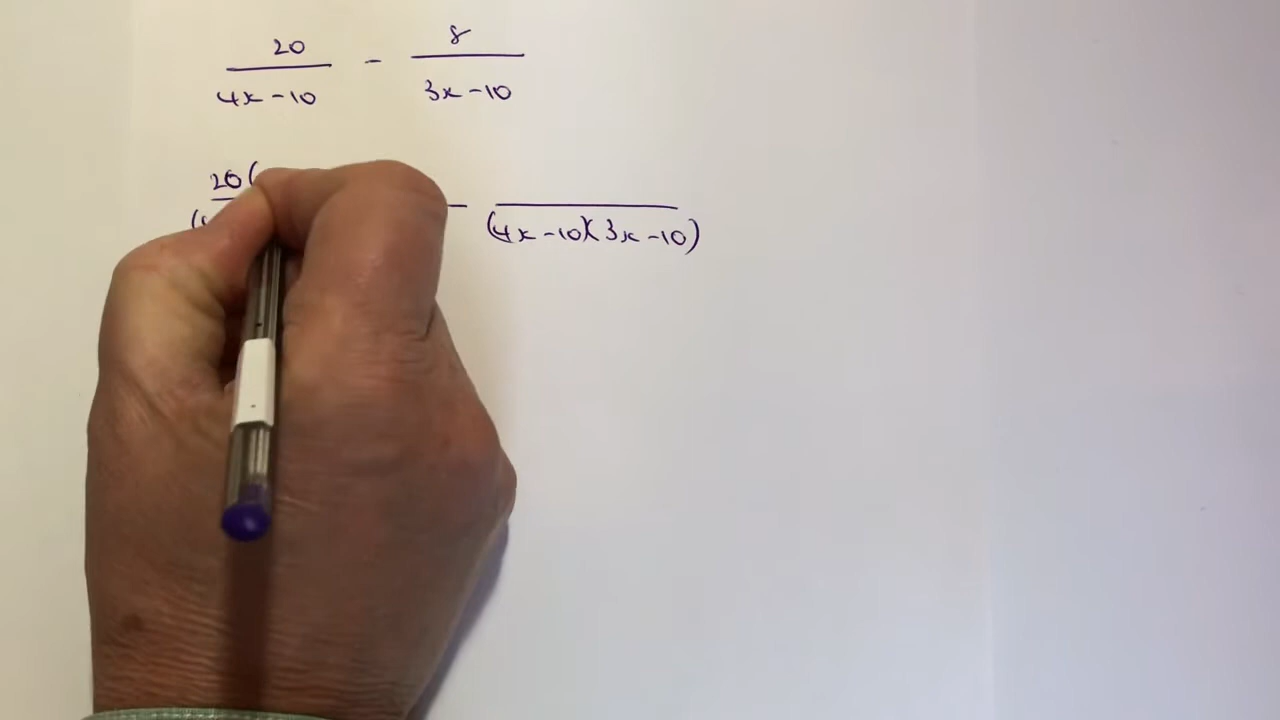 20 / 4x - 10 - 8 / 3x - 10
20( - / (4x - 10)(3x - 10)